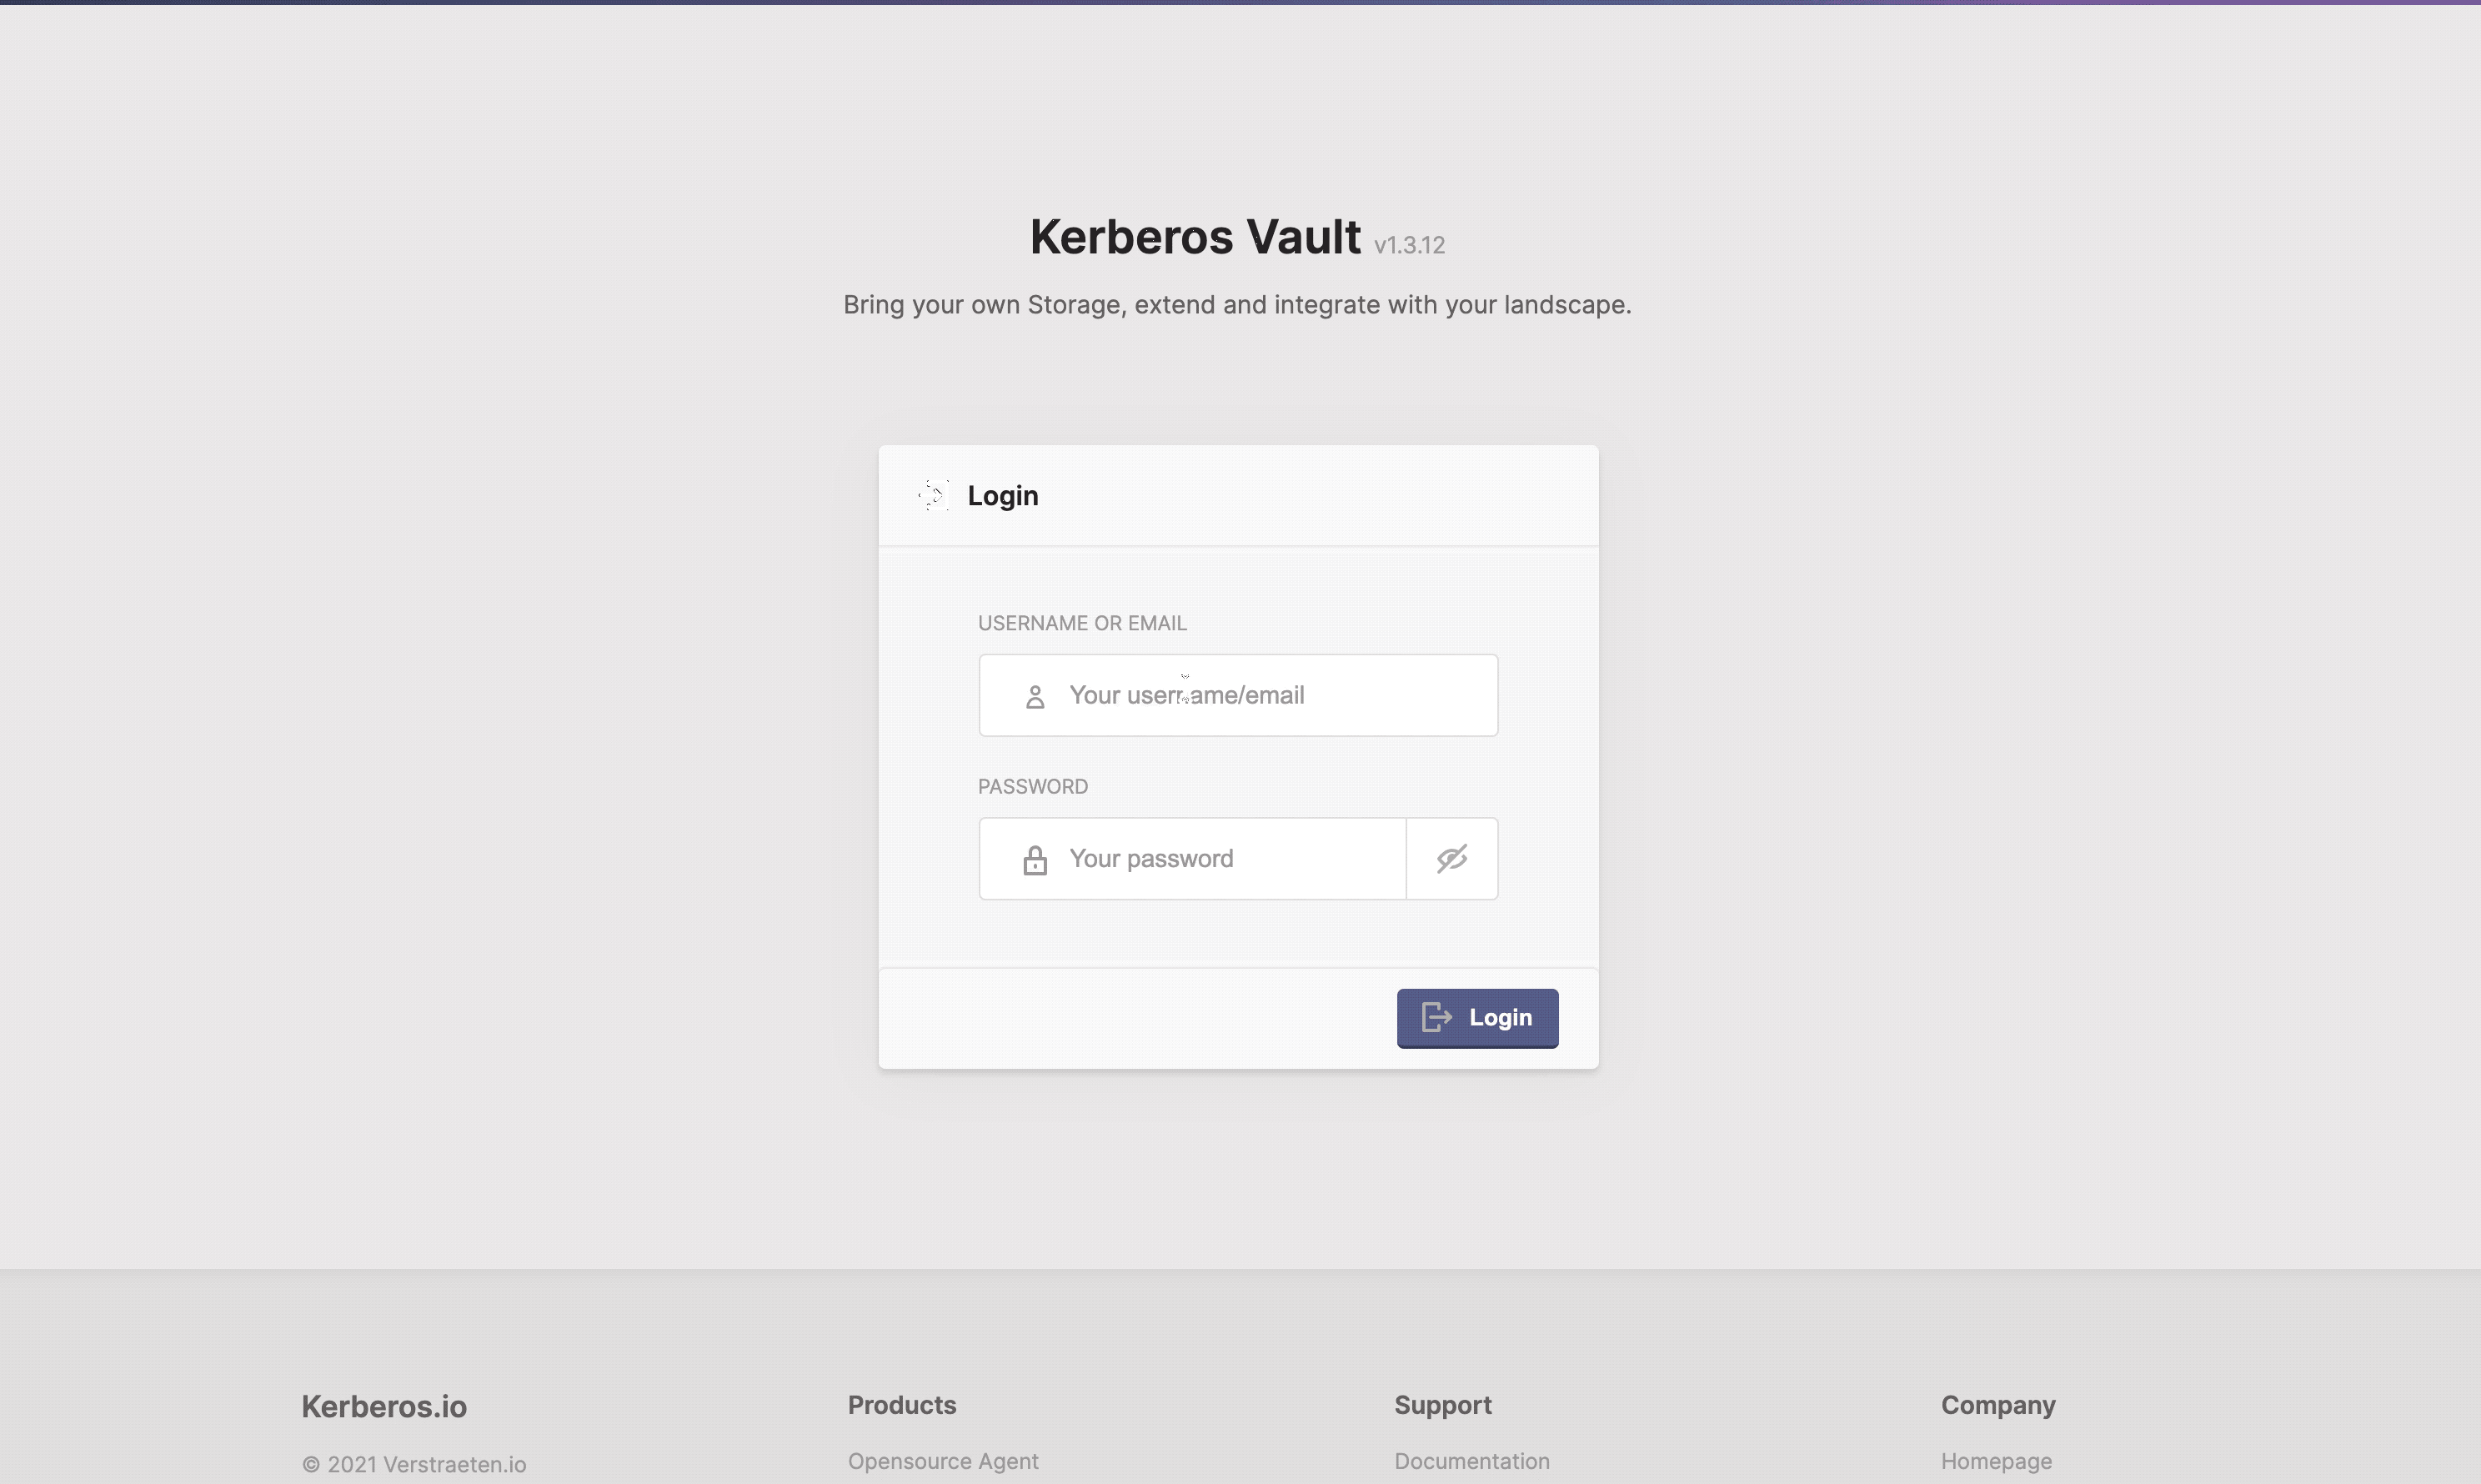 Kerberos Vault v1.3.12
Bring your own Storage, extend and integrate with your landscape.
Login
USERNAME OR EMAIL
Your username/email
PASSWORD
Your password
Login
Kerberos.io
Products
Support
Company
© 2021 Verstraeten.io
Opensource Agent
Documentation
Homepage